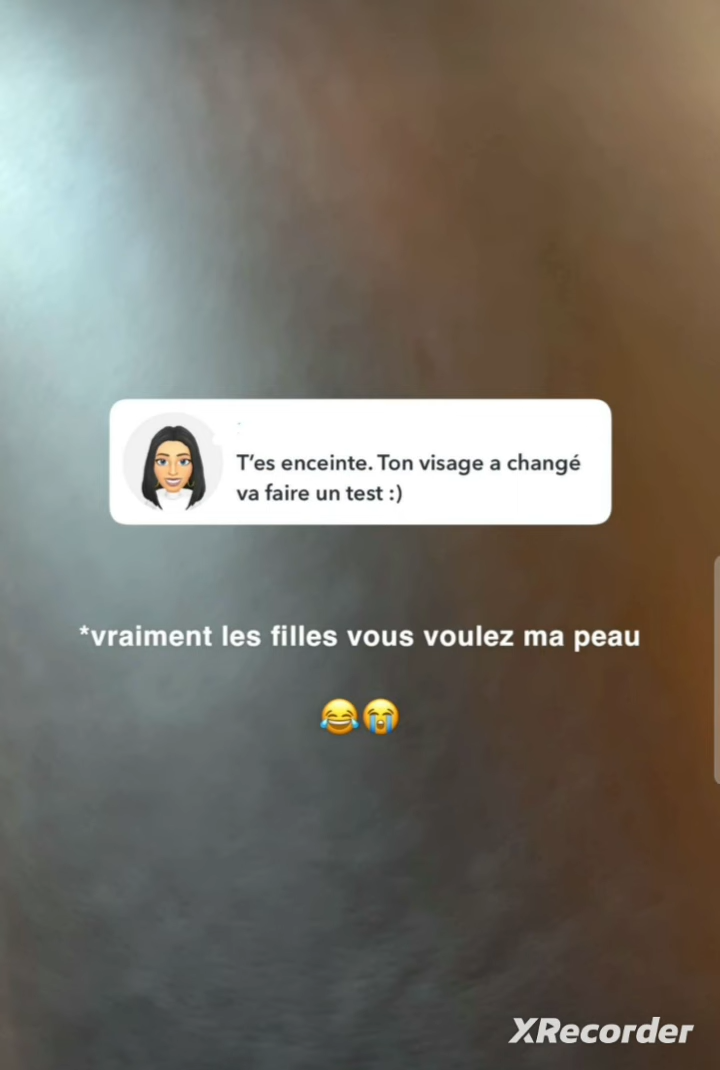 T'es enceinte. Ton visage a changé
va faire un test :)
*vraiment les filles vous voulez ma peau
😂😭
XRecorder